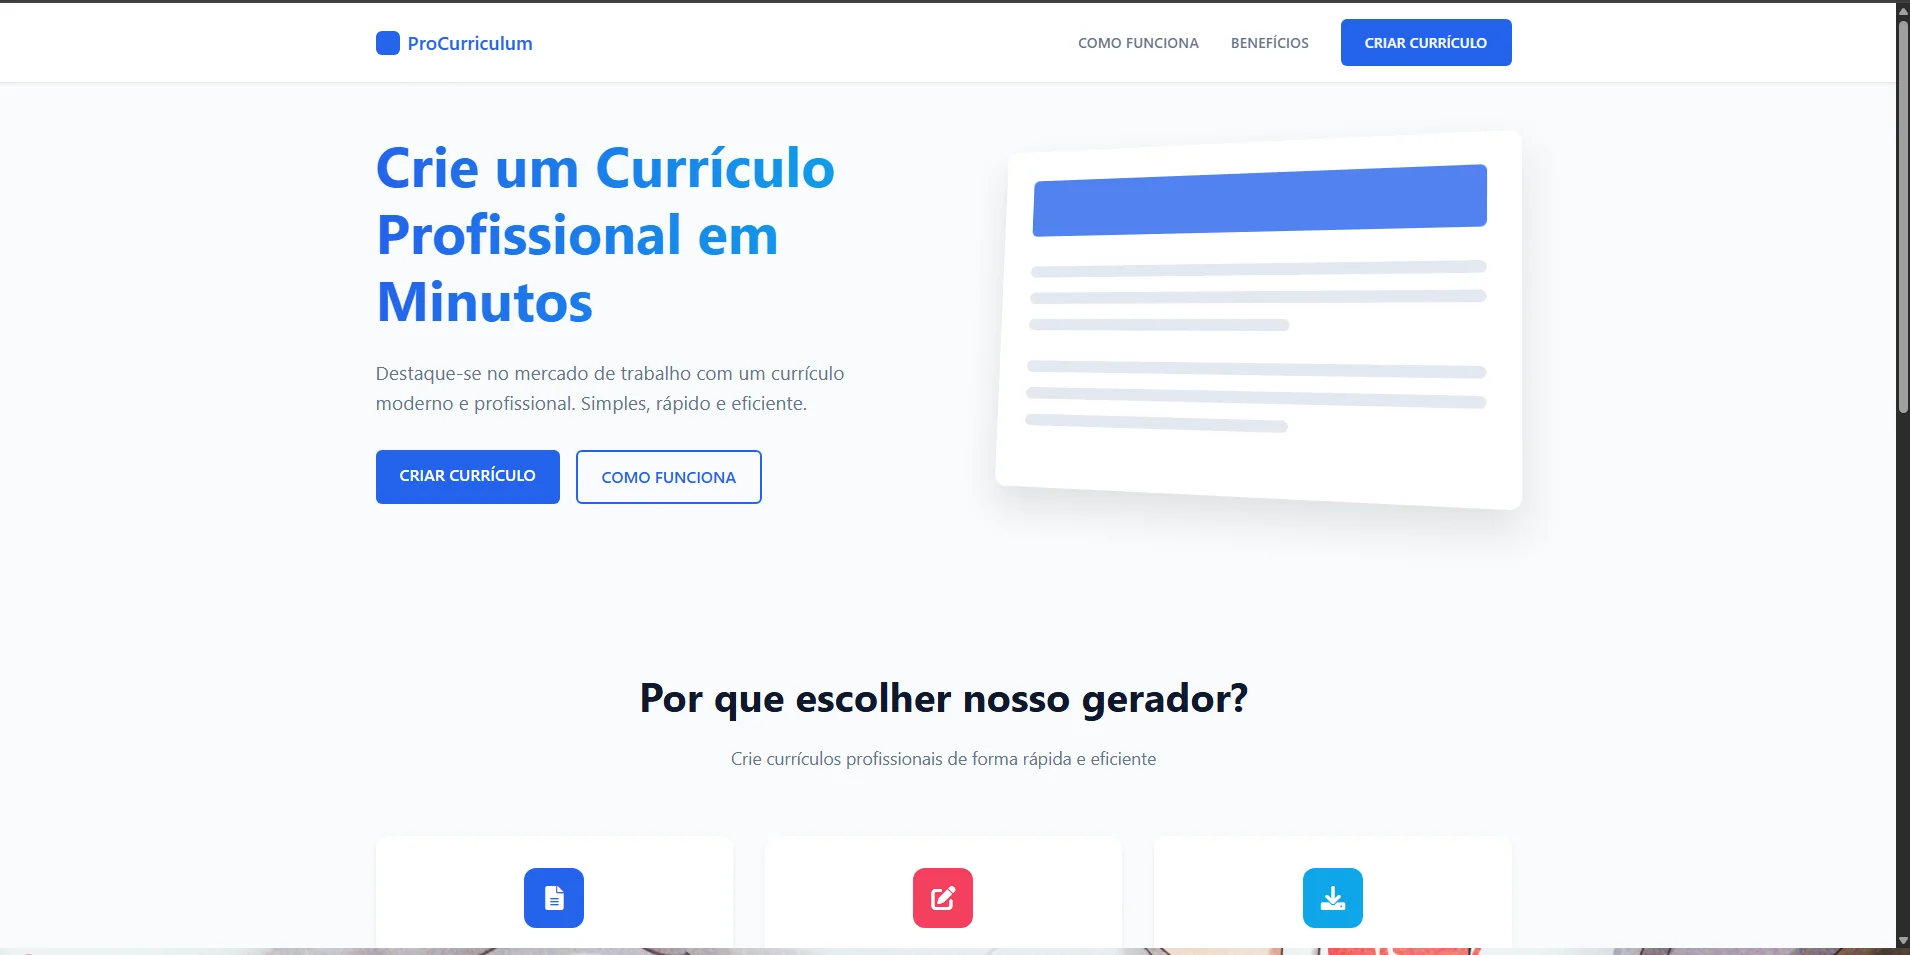 ProCurriculum
COMO FUNCIONA
BENEFÍCIOS
CRIAR CURRÍCULO
Crie um Currículo
Profissional em
Minutos
Destaque-se no mercado de trabalho com um currículo
moderno e profissional. Simples, rápido e eficiente.
CRIAR CURRÍCULO
COMO FUNCIONA
Por que escolher nosso gerador?
Crie currículos profissionais de forma rápida e eficiente